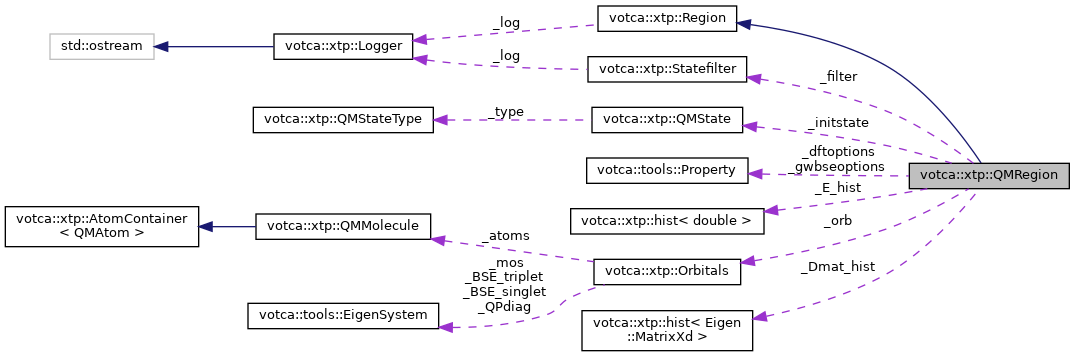 votca::xtp::Region
_log
std::ostream
votca::xtp::Logger
_log
votca::xtp::Statefilter
_filter
votca::xtp::QMStateType
_type
votca::xtp::QMState
_initstate
_dftoptions
_gwbseoptions
votca::tools::Property
votca::xtp::QMRegion
_E_hist
votca::xtp::AtomContainer
< QMAtom >
votca::xtp::QMMolecule
votca::xtp::hist< double >
_orb
_atoms
_mos
_BSE_triplet
_BSE_singlet
_QPdiag
votca::xtp::Orbitals
_Dmat_hist
votca::tools::EigenSystem
votca::xtp::hist< Eigen
::MatrixXd >